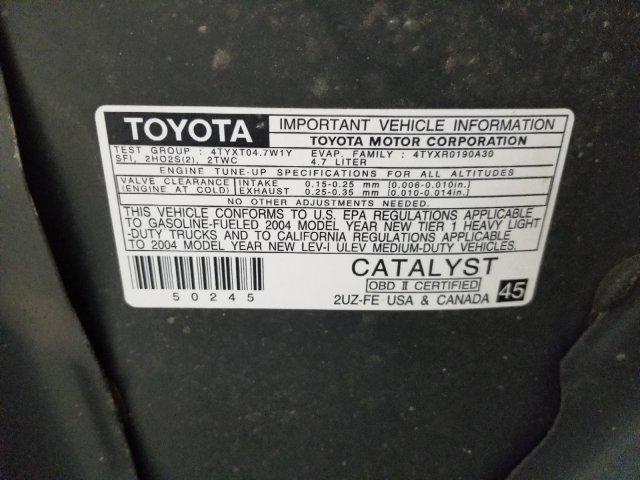 TOYOTA
IMPORTANT VEHICLE INFORMATION
TOYOTA MOTOR CORPORATION
TEST GROUP : 4TYXT04.7W1Y EVAP. FAMILY : 4TYXR0190A30
SFI, 2HO2S(2), 2TWC 4.7 LITER
ENGINE TUNE-UP SPECIFICATIONS FOR ALL ALTITUDES
VALVE CLEARANCE INTAKE 0.15-0.25 mm [0.006-0.010in.]
(ENGINE AT COLD) EXHAUST 0.25-0.35 mm [0.010-0.014in.]
NO OTHER ADJUSTMENTS NEEDED.
THIS VEHICLE CONFORMS TO U.S. EPA REGULATIONS APPLICABLE
TO GASOLINE-FUELED 2004 MODEL YEAR NEW TIER 1 HEAVY LIGHT
-DUTY TRUCKS AND TO CALIFORNIA REGULATIONS APPLICABLE
TO 2004 MODEL YEAR NEW LEV-I ULEV MEDIUM-DUTY VEHICLES.
CATALYST
OBD II CERTIFIED
50245
2UZ-FE USA & CANADA 45